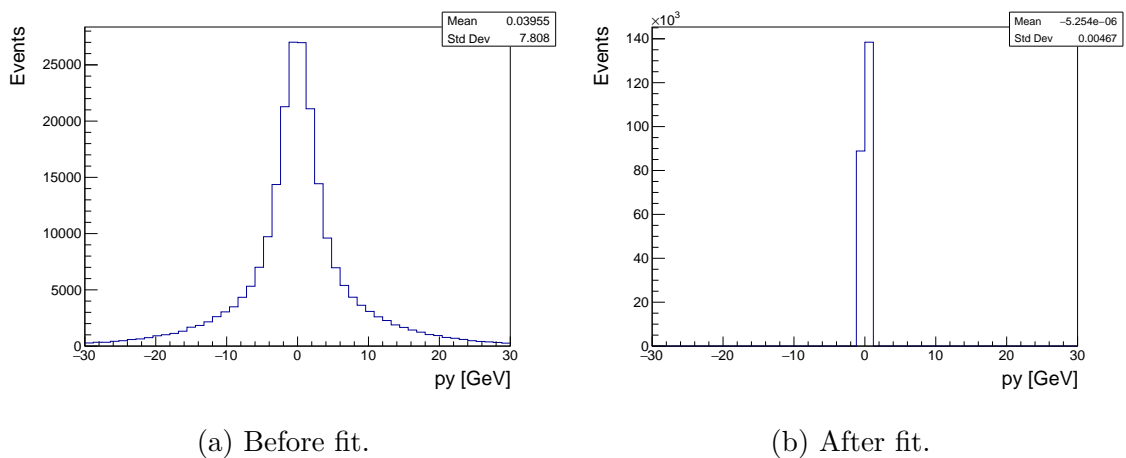 Mean 0.03955
Std Dev 7.808
Events
25000
20000
15000
10000
5000
0
−30 −20 −10 0 10 20 30
py [GeV]
(a) Before fit.
×10³
Mean −5.254e−06
Std Dev 0.00467
Events
140
120
100
80
60
40
20
0
−30 −20 −10 0 10 20 30
py [GeV]
(b) After fit.